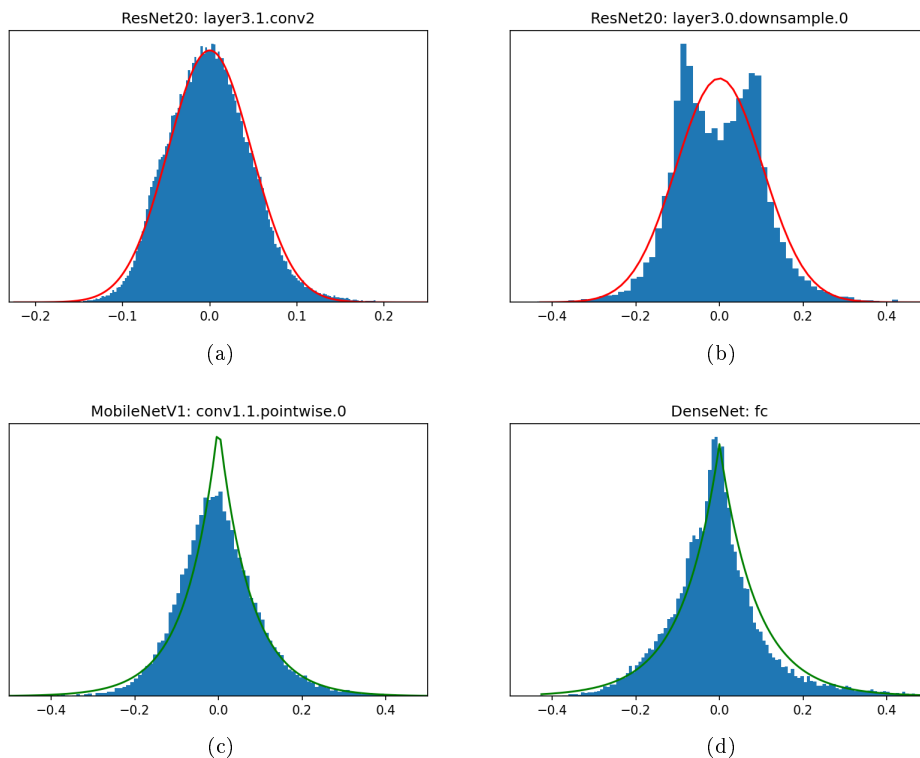 ResNet20: layer3.1.conv2
ResNet20: layer3.0.downsample.0
−0.2 −0.1 0.0 0.1 0.2
−0.4 −0.2 0.0 0.2 0.4
(a)
(b)
MobileNetV1: conv1.1.pointwise.0
DenseNet: fc
−0.4 −0.2 0.0 0.2 0.4
−0.4 −0.2 0.0 0.2 0.4
(c)
(d)